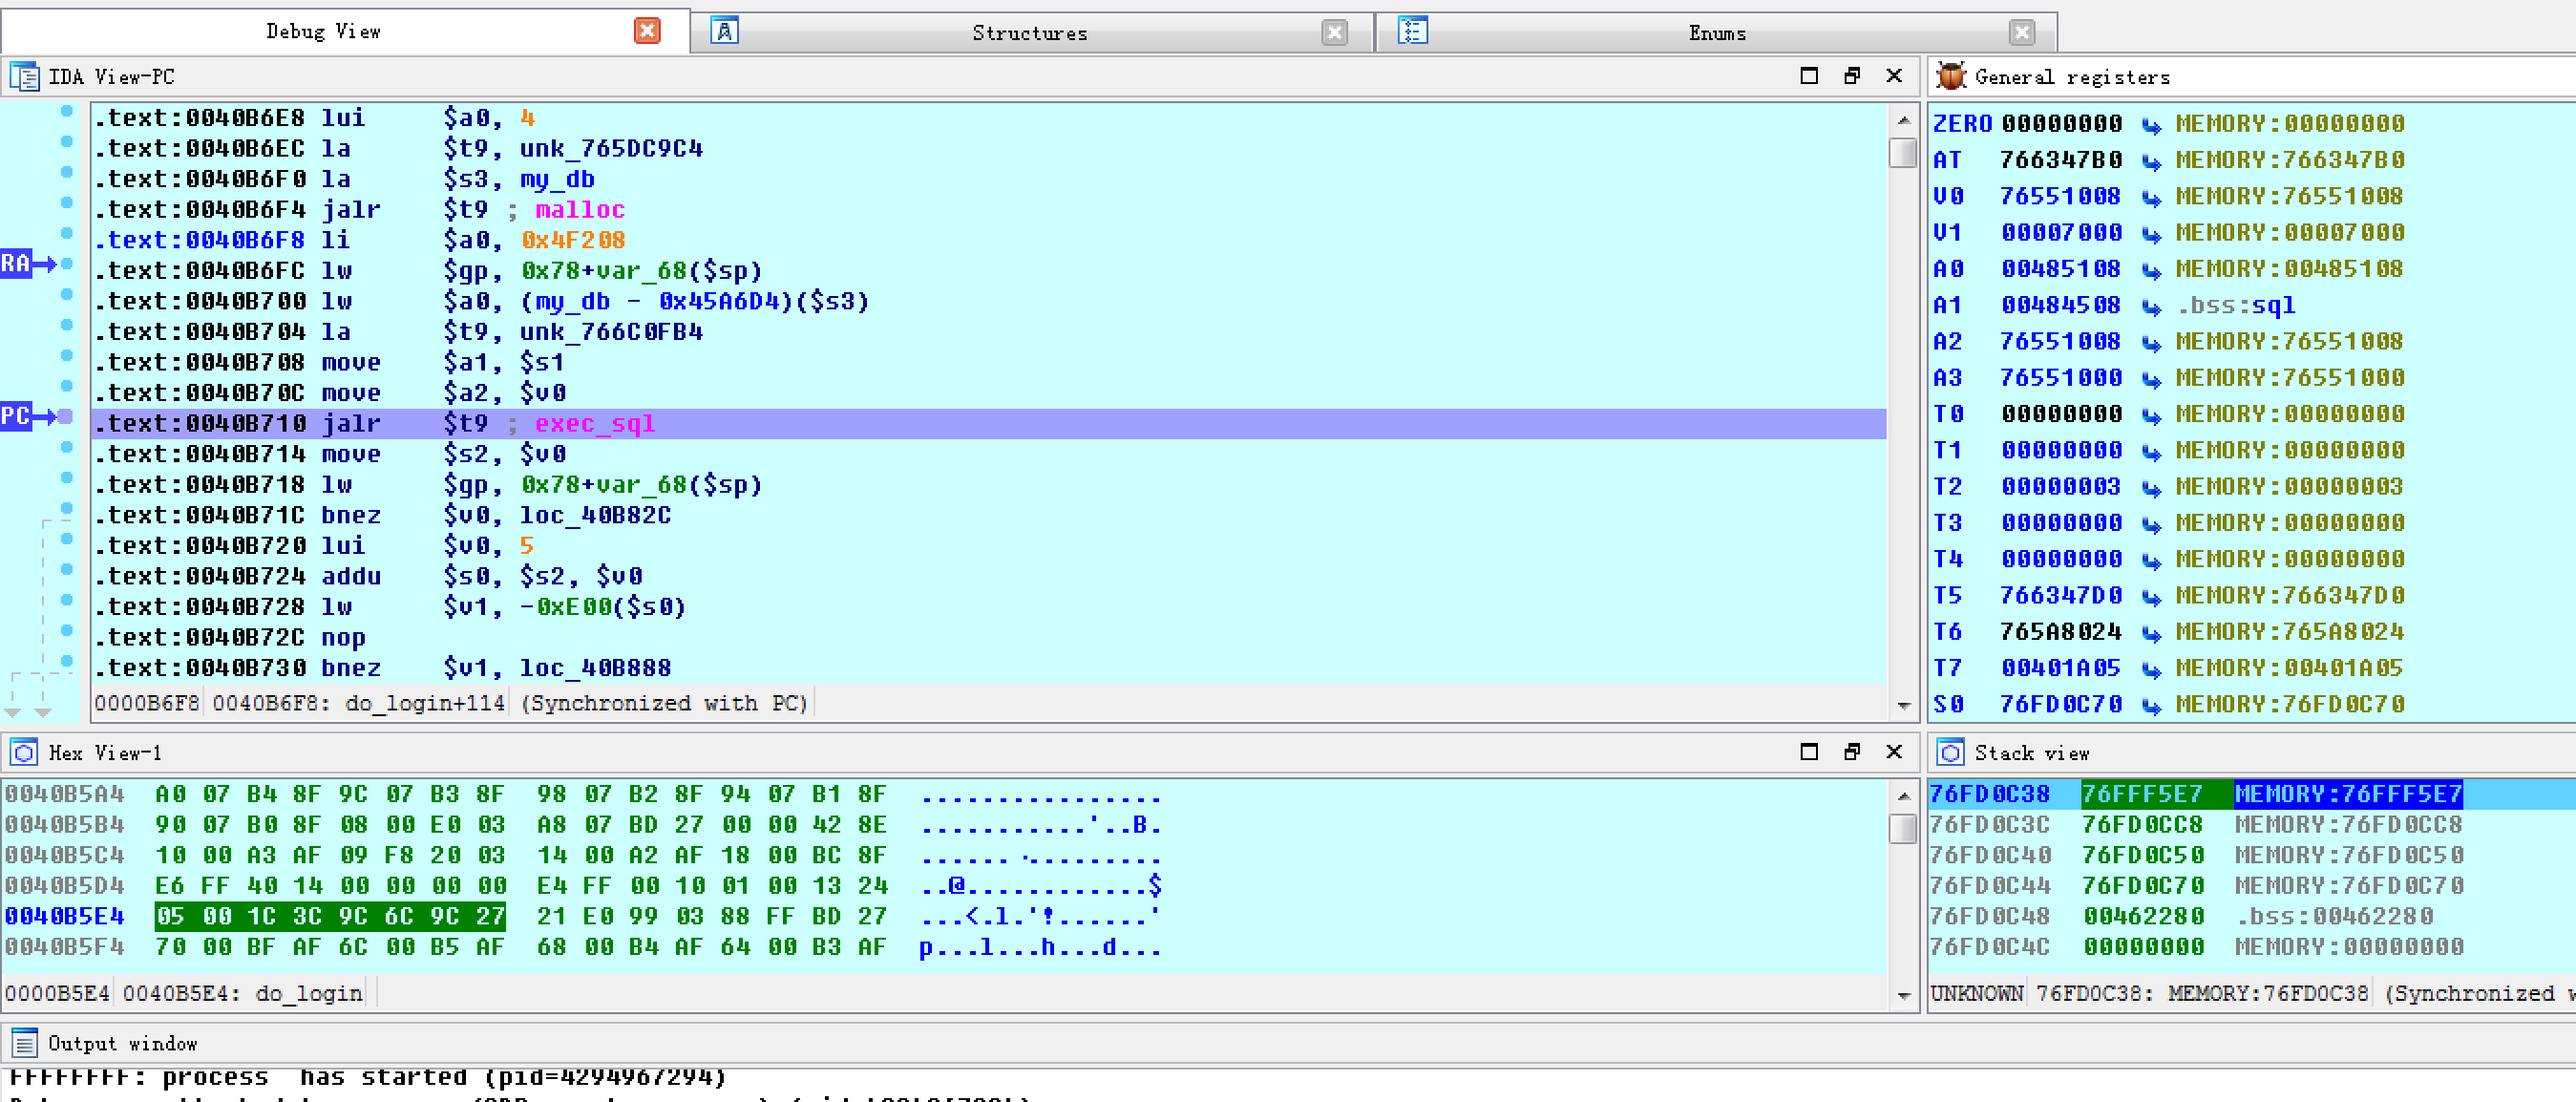 Debug View
Structures
Enums
IDA View-PC
.text:0040B6E8 lui $a0, 4
.text:0040B6EC la $t9, unk_765DC9C4
.text:0040B6F0 la $s3, my_db
.text:0040B6F4 jalr $t9 ; malloc
.text:0040B6F8 li $a0, 0x4F208
RA
.text:0040B6FC lw $gp, 0x78+var_68($sp)
.text:0040B700 lw $a0, (my_db - 0x45A6D4)($s3)
.text:0040B704 la $t9, unk_766C0FB4
.text:0040B708 move $a1, $s1
.text:0040B70C move $a2, $v0
PC
.text:0040B710 jalr $t9 ; exec_sql
.text:0040B714 move $s2, $v0
.text:0040B718 lw $gp, 0x78+var_68($sp)
.text:0040B71C bnez $v0, loc_40B82C
.text:0040B720 lui $v0, 5
.text:0040B724 addu $s0, $s2, $v0
.text:0040B728 lw $v1, -0xE00($s0)
.text:0040B72C nop
.text:0040B730 bnez $v1, loc_40B888
0000B6F8 0040B6F8: do_login+114 (Synchronized with PC)
General registers
ZERO 00000000 MEMORY:00000000
AT 766347B0 MEMORY:766347B0
V0 76551008 MEMORY:76551008
V1 00007000 MEMORY:00007000
A0 00485108 MEMORY:00485108
A1 00484508 .bss:sql
A2 76551008 MEMORY:76551008
A3 76551000 MEMORY:76551000
T0 00000000 MEMORY:00000000
T1 00000000 MEMORY:00000000
T2 00000003 MEMORY:00000003
T3 00000000 MEMORY:00000000
T4 00000000 MEMORY:00000000
T5 766347D0 MEMORY:766347D0
T6 765A8024 MEMORY:765A8024
T7 00401A05 MEMORY:00401A05
S0 76FD0C70 MEMORY:76FD0C70
Hex View-1
0040B5A4 A0 07 B4 8F 9C 07 B3 8F 98 07 B2 8F 94 07 B1 8F ................
0040B5B4 90 07 B0 8F 08 00 E0 03 A8 07 BD 27 00 00 42 8E ...........'..B.
0040B5C4 10 00 A3 AF 09 F8 20 03 14 00 A2 AF 18 00 BC 8F ...... .........
0040B5D4 E6 FF 40 14 00 00 00 00 E4 FF 00 10 01 00 13 24 ..@............$
0040B5E4 05 00 1C 3C 9C 6C 9C 27 21 E0 99 03 88 FF BD 27 ...<.l.'!......'
0040B5F4 70 00 BF AF 6C 00 B5 AF 68 00 B4 AF 64 00 B3 AF p...l...h...d...
0000B5E4 0040B5E4: do_login
Stack view
76FD0C38 76FFF5E7 MEMORY:76FFF5E7
76FD0C3C 76FD0CC8 MEMORY:76FD0CC8
76FD0C40 76FD0C50 MEMORY:76FD0C50
76FD0C44 76FD0C70 MEMORY:76FD0C70
76FD0C48 00462280 .bss:00462280
76FD0C4C 00000000 MEMORY:00000000
UNKNOWN 76FD0C38: MEMORY:76FD0C38 (Synchronized
Output window
FFFFFFFF: process has started (pid=4294967294)